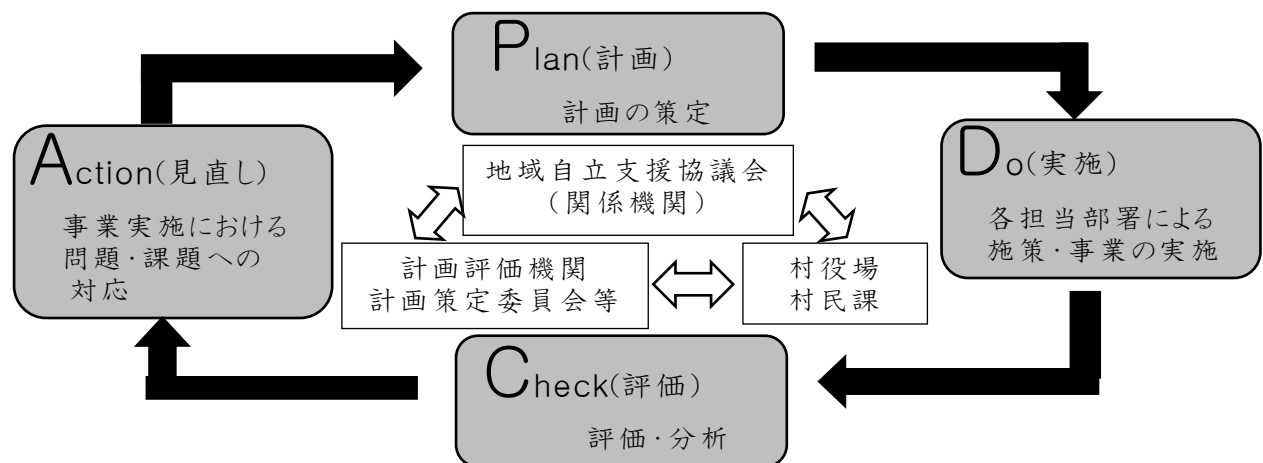 Plan(計画)
計画の策定
Action(見直し)
事業実施における
問題・課題への
対応
地域自立支援協議会
(関係機関)
Do(実施)
各担当部署による
施策・事業の実施
計画評価機関
計画策定委員会等
村役場
村民課
Check(評価)
評価・分析